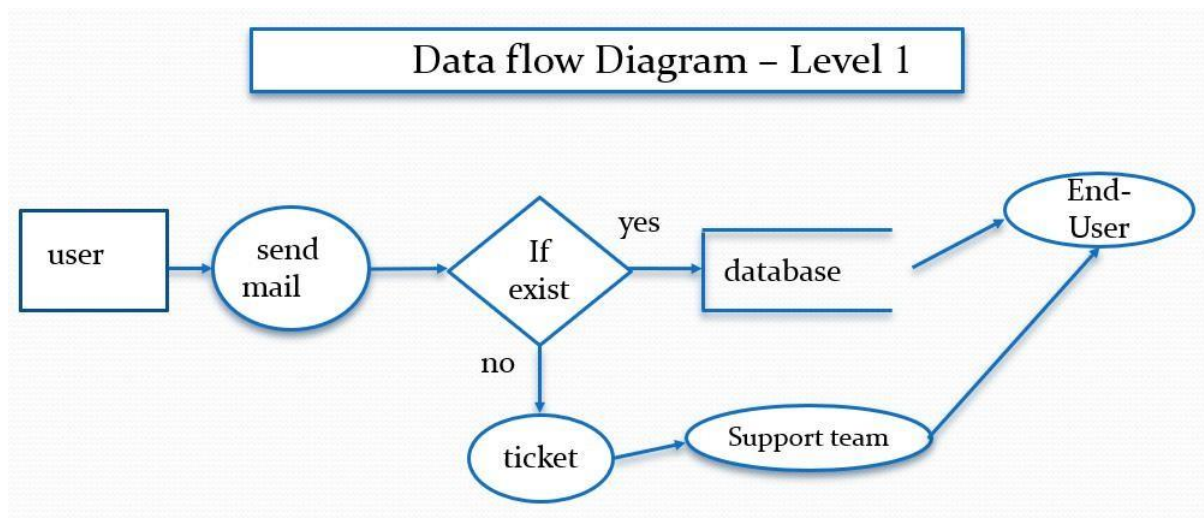 Data flow Diagram – Level 1
user
send
mail
If
exist
yes
database
End-
User
no
ticket
Support team